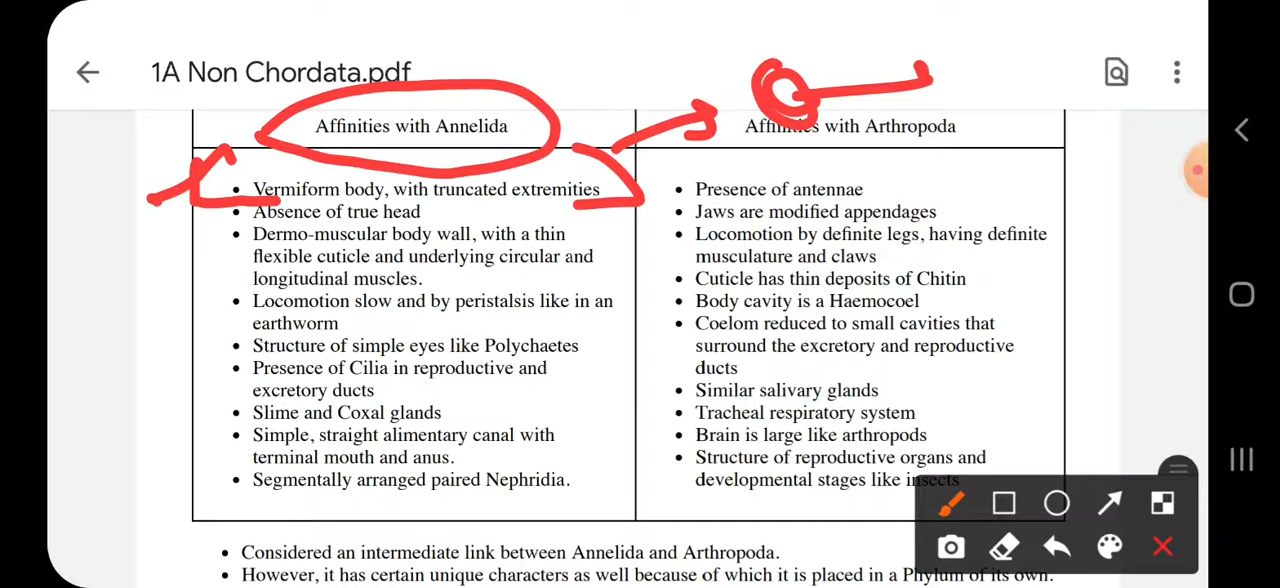 1A Non Chordata.pdf
Affinities with Annelida
Affinities with Arthropoda
• Vermiform body, with truncated extremities
• Absence of true head
• Dermo-muscular body wall, with a thin
flexible cuticle and underlying circular and
longitudinal muscles.
• Locomotion slow and by peristalsis like in an
earthworm
• Structure of simple eyes like Polychaetes
• Presence of Cilia in reproductive and
excretory ducts
• Slime and Coxal glands
• Simple, straight alimentary canal with
terminal mouth and anus.
• Segmentally arranged paired Nephridia.
• Presence of antennae
• Jaws are modified appendages
• Locomotion by definite legs, having definite
musculature and claws
• Cuticle has thin deposits of Chitin
• Body cavity is a Haemocoel
• Coelom reduced to small cavities that
surround the excretory and reproductive
ducts
• Similar salivary glands
• Tracheal respiratory system
• Brain is large like arthropods
• Structure of reproductive organs and
developmental stages like insects
• Considered an intermediate link between Annelida and Arthropoda.
• However, it has certain unique characters as well because of which it is placed in a Phylum of its own.